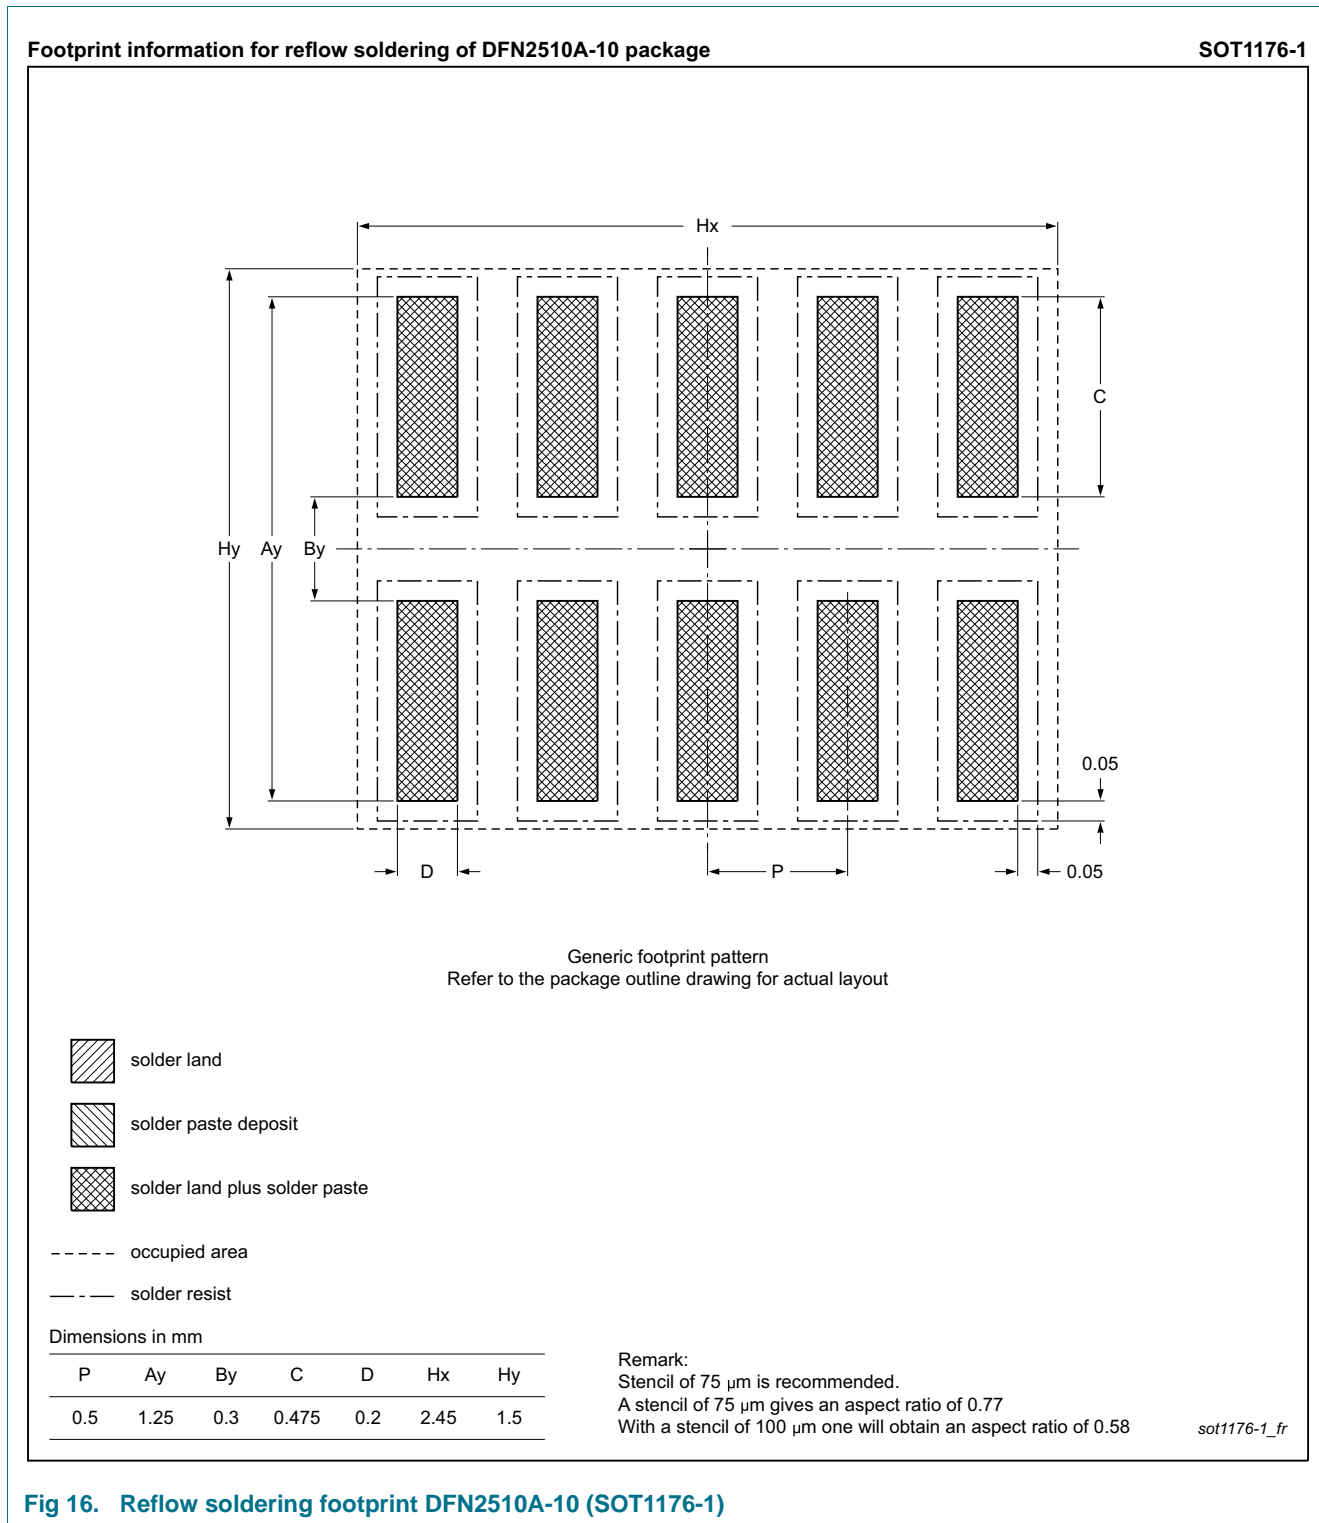 Footprint information for reflow soldering of DFN2510A-10 package SOT1176-1
Hx
C
Hy Ay By
0.05
D P 0.05
Generic footprint pattern
Refer to the package outline drawing for actual layout
solder land
solder paste deposit
solder land plus solder paste
occupied area
solder resist
Dimensions in mm
P Ay By C D Hx Hy
0.5 1.25 0.3 0.475 0.2 2.45 1.5
Remark:
Stencil of 75 μm is recommended.
A stencil of 75 μm gives an aspect ratio of 0.77
With a stencil of 100 μm one will obtain an aspect ratio of 0.58
sot1176-1_fr
Fig 16. Reflow soldering footprint DFN2510A-10 (SOT1176-1)